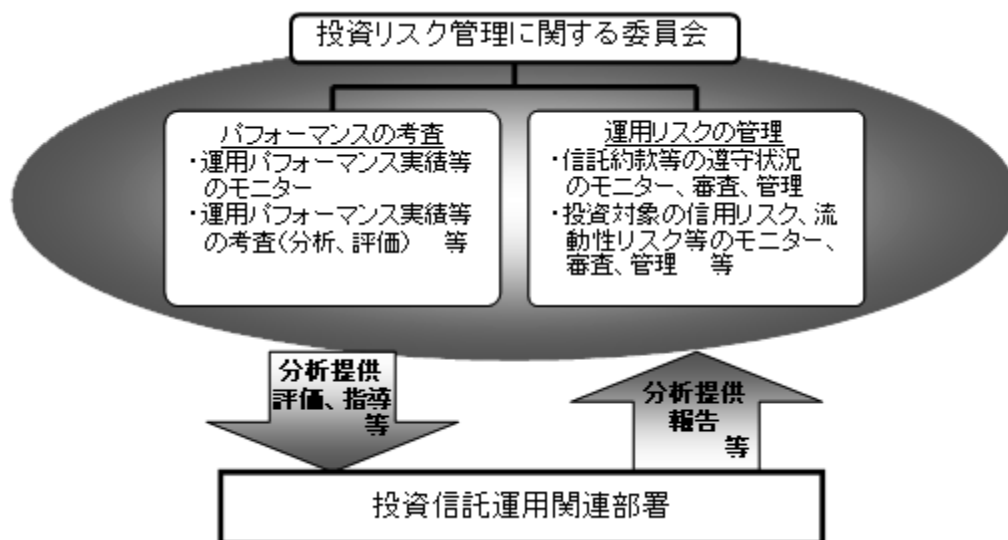 投資リスク管理に関する委員会
パフォーマンスの考査
・運用パフォーマンス実績等
のモニター
・運用パフォーマンス実績等
の考査(分析、評価) 等
運用リスクの管理
・信託約款等の遵守状況
のモニター、審査、管理
・投資対象の信用リスク、流
動性リスク等のモニター、
審査、管理 等
分析提供
評価、指導
等
分析提供
報告
等
投資信託運用関連部署